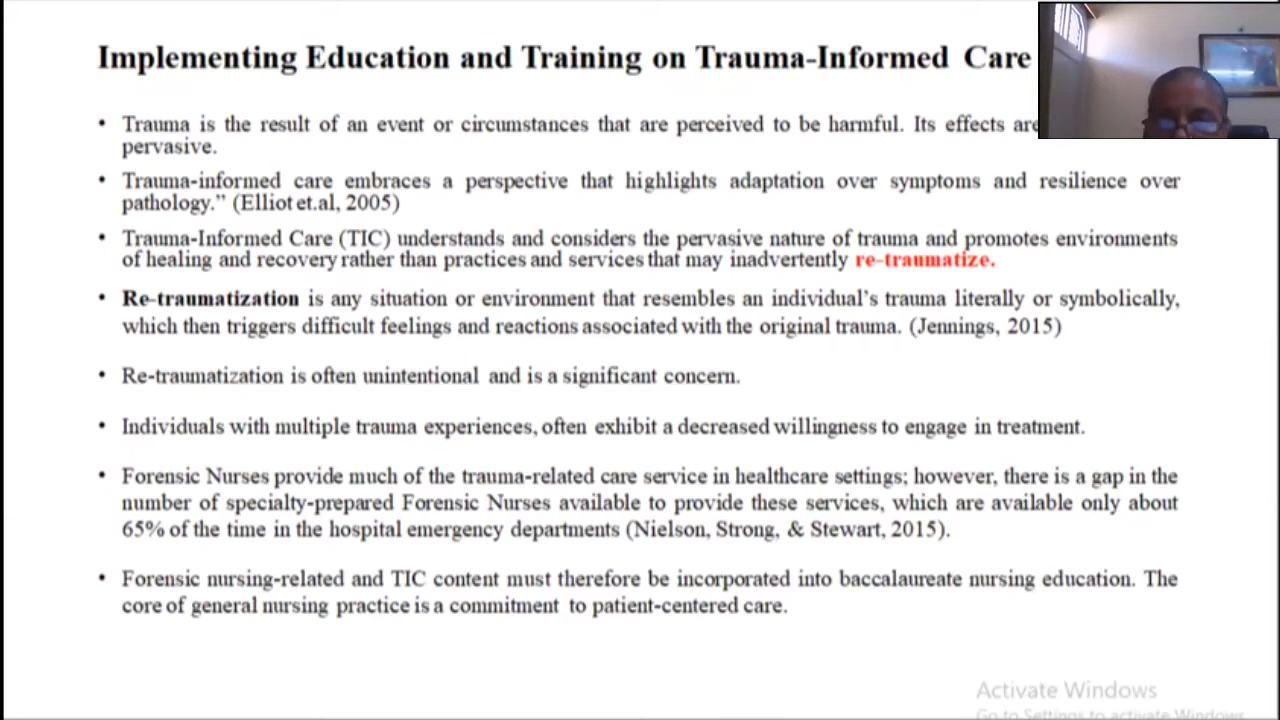 Implementing Education and Training on Trauma-Informed Care
• Trauma is the result of an event or circumstances that are perceived to be harmful. Its effects are
pervasive.
• Trauma-informed care embraces a perspective that highlights adaptation over symptoms and resilience over
pathology.” (Elliot et.al, 2005)
• Trauma-Informed Care (TIC) understands and considers the pervasive nature of trauma and promotes environments
of healing and recovery rather than practices and services that may inadvertently re-traumatize.
• Re-traumatization is any situation or environment that resembles an individual’s trauma literally or symbolically,
which then triggers difficult feelings and reactions associated with the original trauma. (Jennings, 2015)
• Re-traumatization is often unintentional and is a significant concern.
• Individuals with multiple trauma experiences, often exhibit a decreased willingness to engage in treatment.
• Forensic Nurses provide much of the trauma-related care service in healthcare settings; however, there is a gap in the
number of specialty-prepared Forensic Nurses available to provide these services, which are available only about
65% of the time in the hospital emergency departments (Nielson, Strong, & Stewart, 2015).
• Forensic nursing-related and TIC content must therefore be incorporated into baccalaureate nursing education. The
core of general nursing practice is a commitment to patient-centered care.
Activate Windows
Go to Settings to activate Windows.